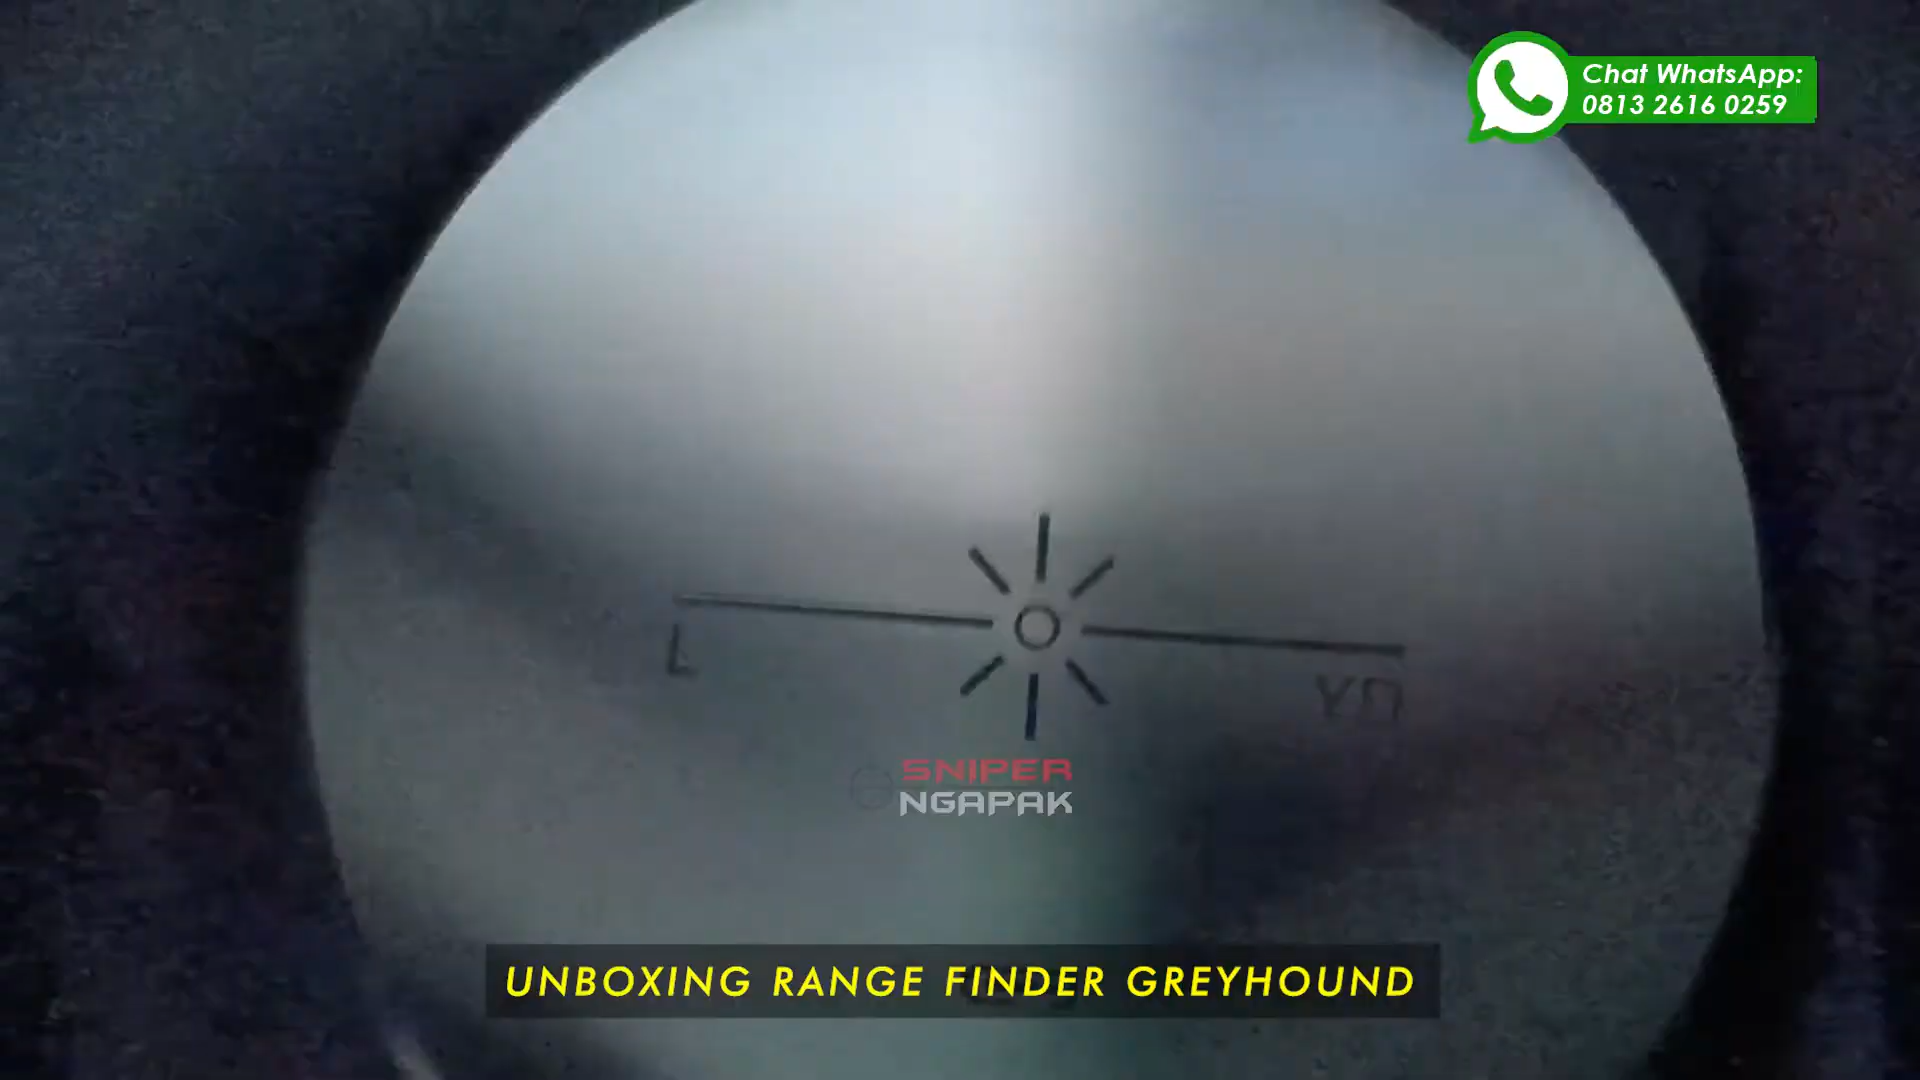 Chat WhatsApp:
0813 2616 0259
L
YD
SNIPER
NGAPAK
UNBOXING RANGE FINDER GREYHOUND